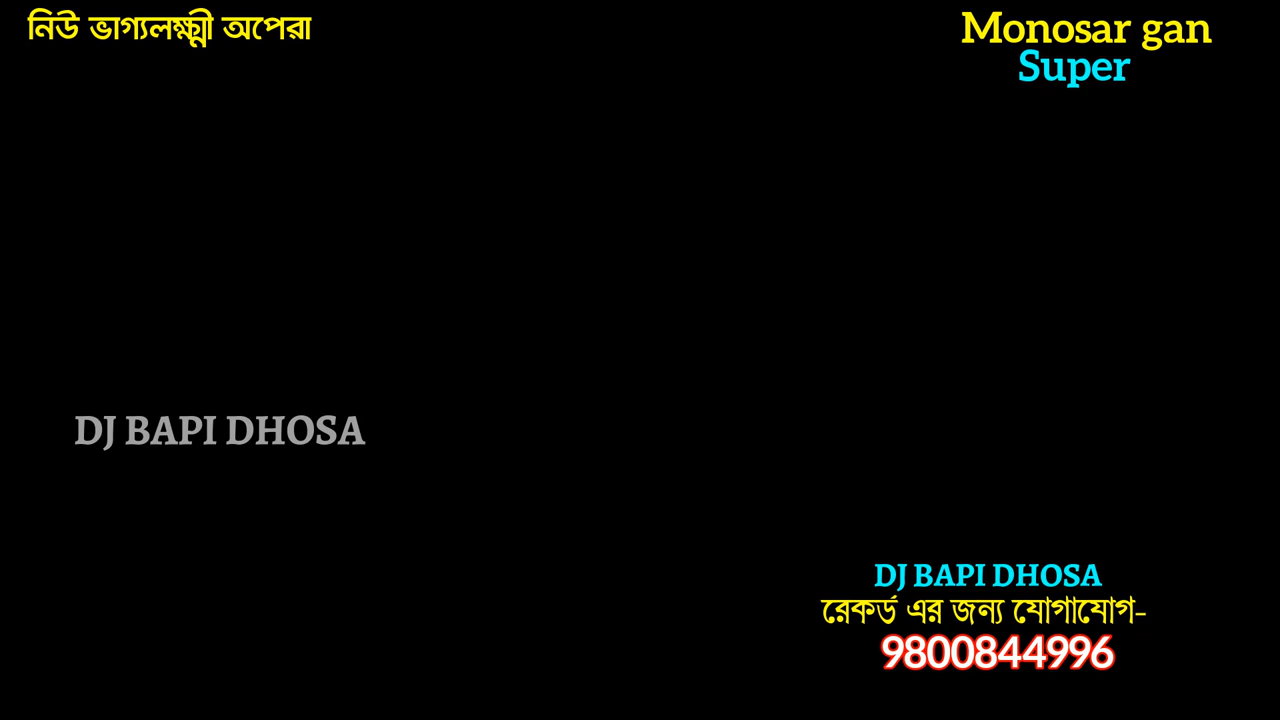 নিউ ভাগ্যলক্ষ্মী অপেরা
Monosar gan
Super
DJ BAPI DHOSA
DJ BAPI DHOSA
রেকর্ড এর জন্য যোগাযোগ-
9800844996